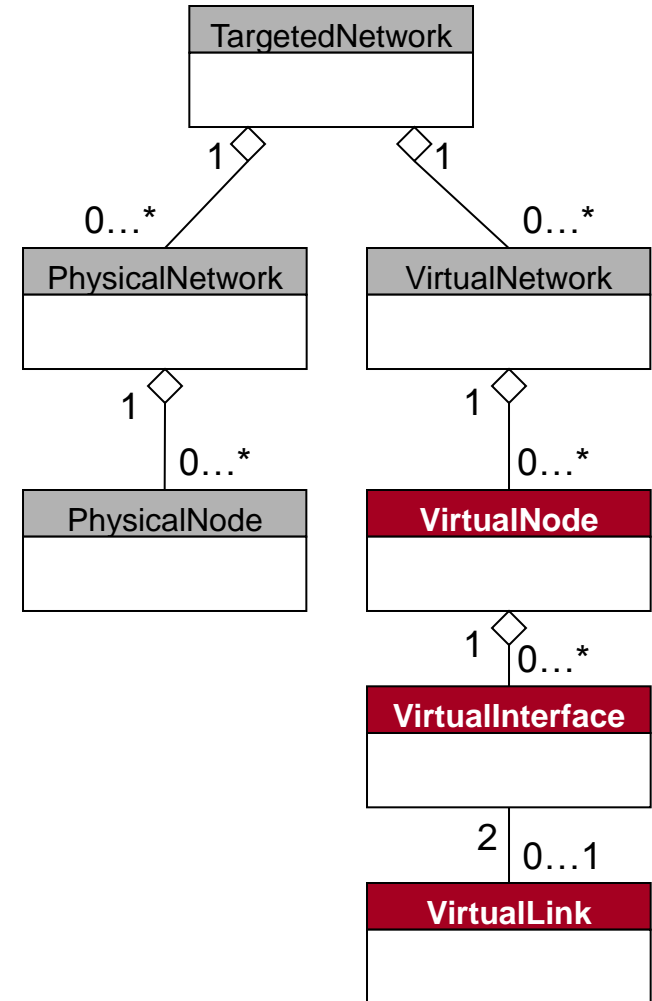 TargetedNetwork
1 1
0…* 0…*
PhysicalNetwork VirtualNetwork
1 1
0…* 0…*
PhysicalNode VirtualNode
1 0…*
VirtualInterface
2
0…1
VirtualLink